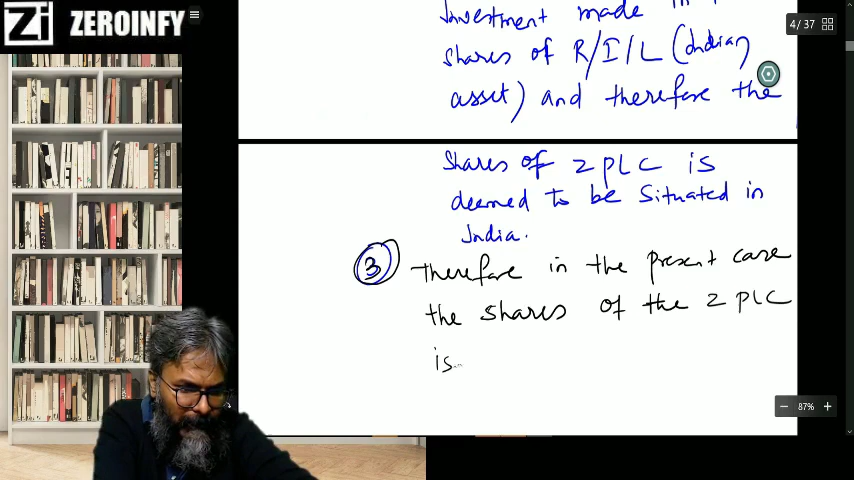 Zi ZEROINFY
4 / 37
Investment made in
shares of R/I/L (Indian
asset) and therefore the
Shares of Z PLC is
deemed to be situated in
India.
3 Therefore in the present case
the shares of the Z PLC
is
87%